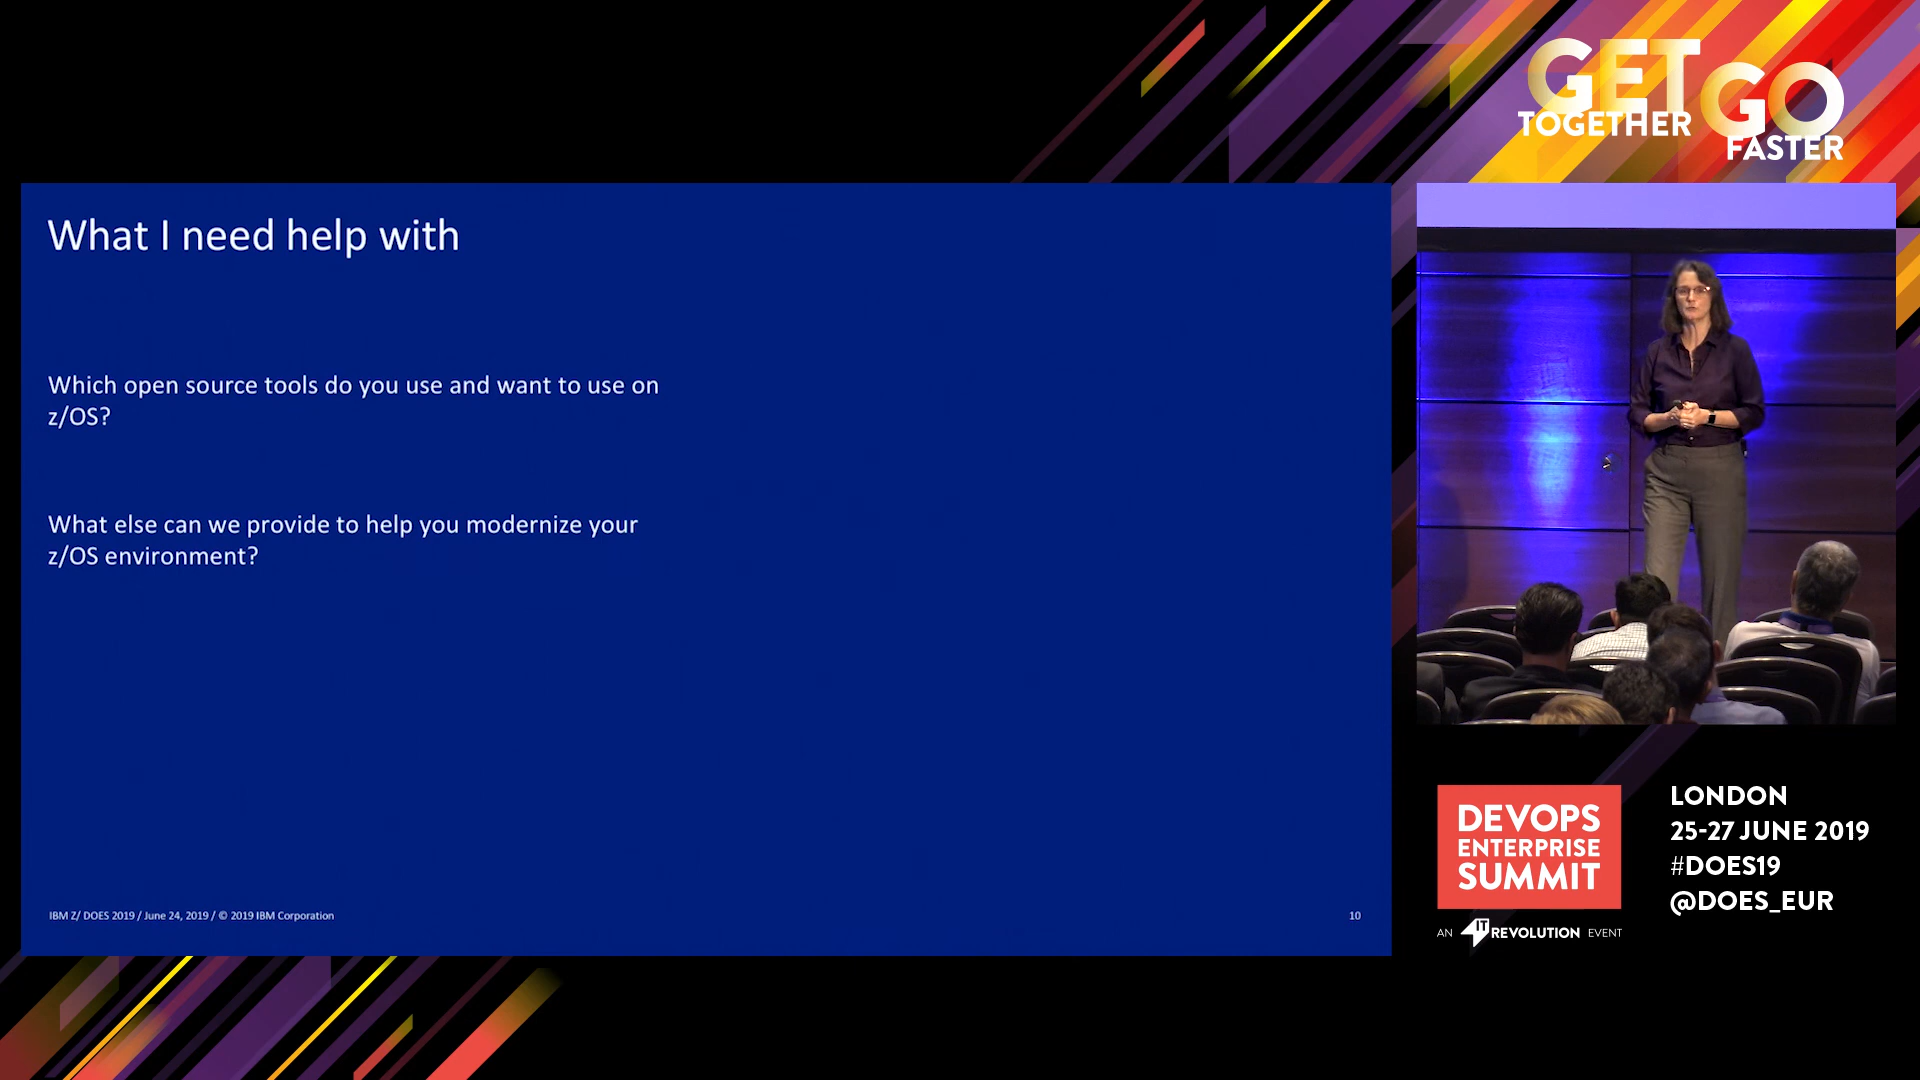 GET
TOGETHER
GO
FASTER
What I need help with
Which open source tools do you use and want to use on
z/OS?
What else can we provide to help you modernize your
z/OS environment?
IBM Z/ DOES 2019 / June 24, 2019 / © 2019 IBM Corporation
10
DEVOPS
ENTERPRISE
SUMMIT
AN IT REVOLUTION EVENT
LONDON
25-27 JUNE 2019
#DOES19
@DOES_EUR